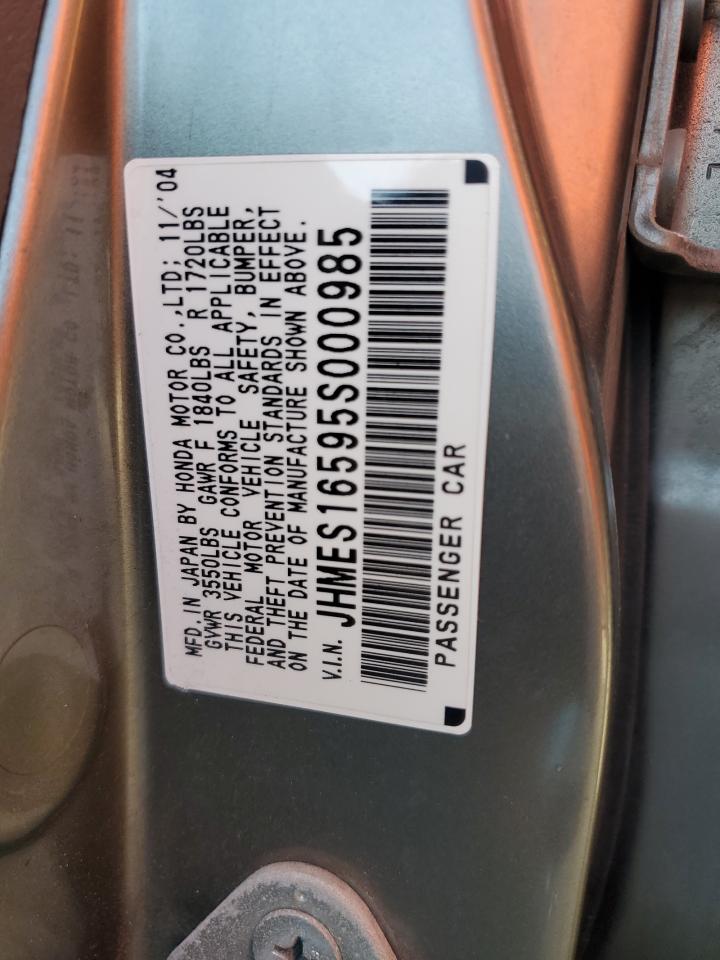 MFD. IN JAPAN BY HONDA MOTOR CO.,LTD; 11/'04
GVWR 3550LBS GAWR F 1840LBS R 1720LBS
THIS VEHICLE CONFORMS TO ALL APPLICABLE
FEDERAL MOTOR VEHICLE SAFETY, BUMPER,
AND THEFT PREVENTION STANDARDS IN EFFECT
ON THE DATE OF MANUFACTURE SHOWN ABOVE.
V.I.N. JHMES16595S000985
PASSENGER CAR